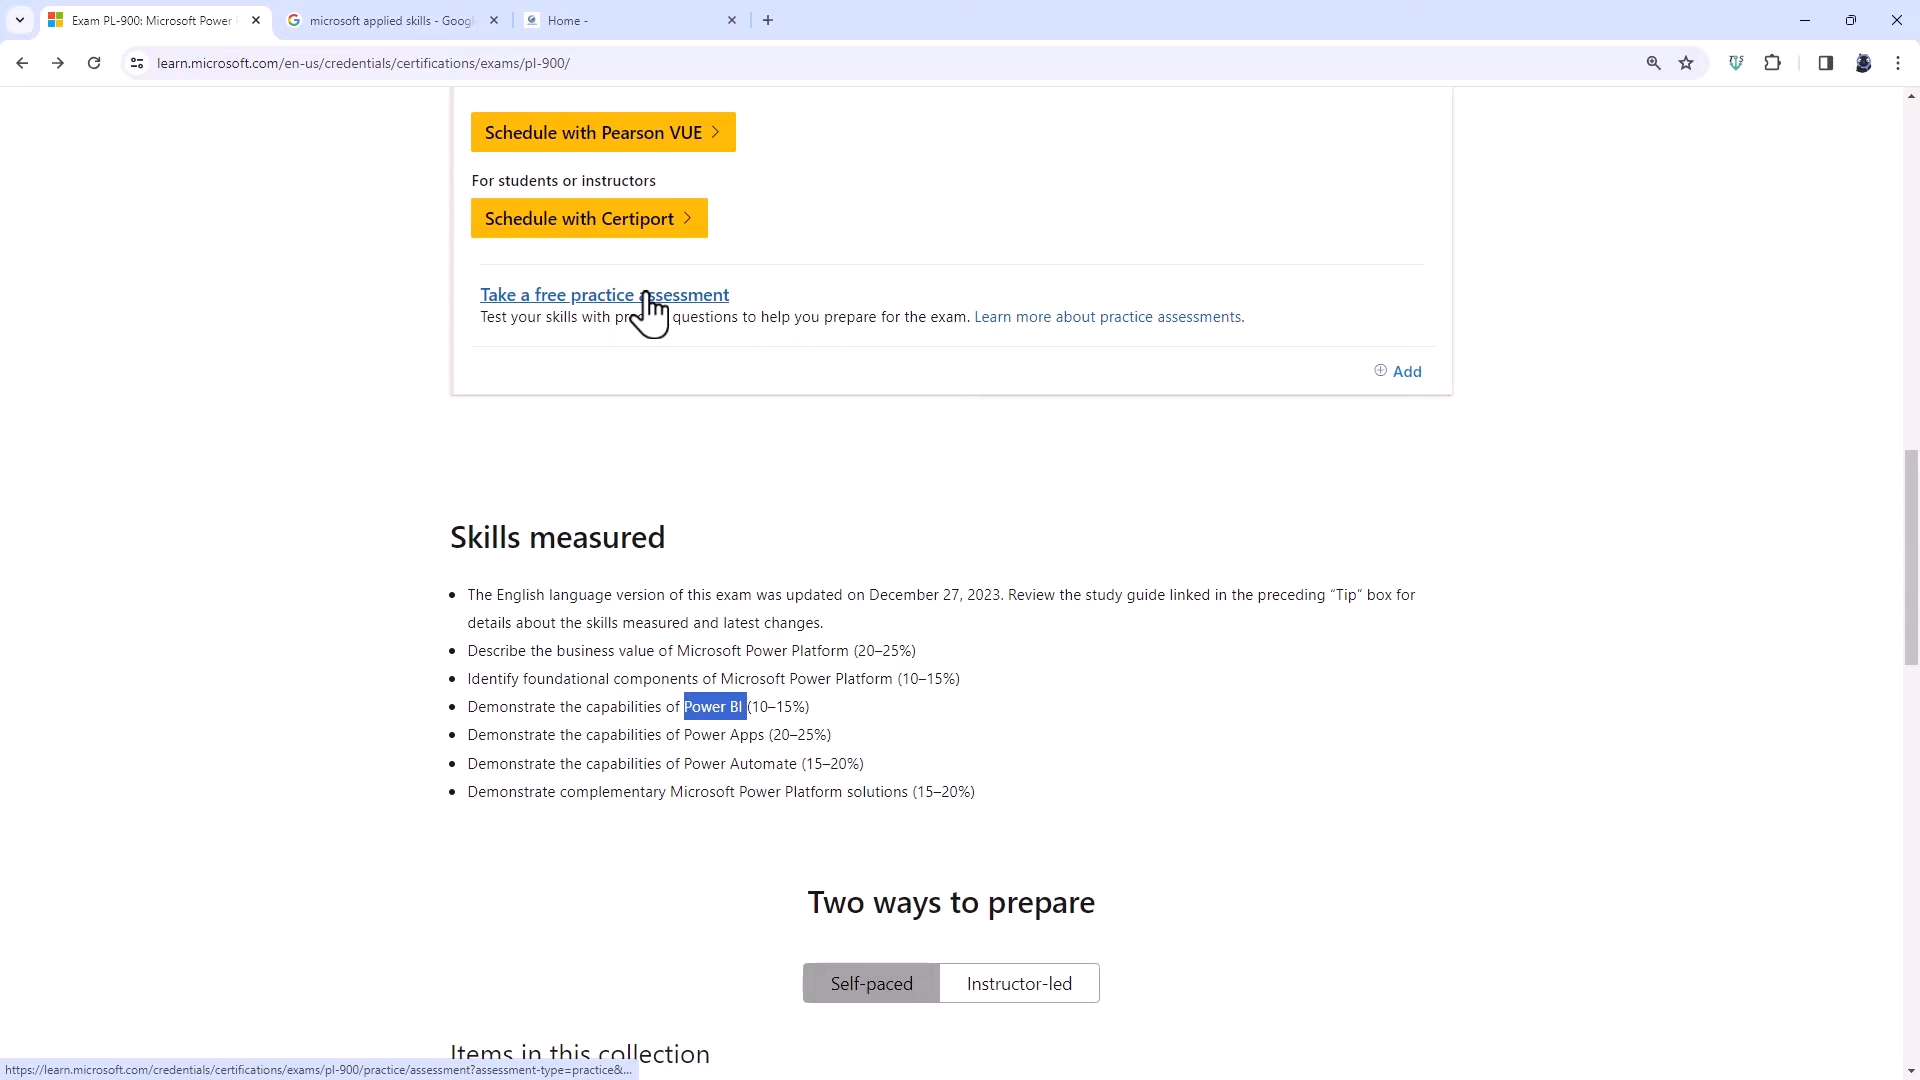 Exam PL-900: Microsoft Power
microsoft applied skills - Goog
Home -
learn.microsoft.com/en-us/credentials/certifications/exams/pl-900/
Schedule with Pearson VUE
For students or instructors
Schedule with Certiport
Take a free practice assessment
Test your skills with questions to help you prepare for the exam. Learn more about practice assessments.
Add
Skills measured
• The English language version of this exam was updated on December 27, 2023. Review the study guide linked in the preceding “Tip” box for
details about the skills measured and latest changes.
• Describe the business value of Microsoft Power Platform (20–25%)
• Identify foundational components of Microsoft Power Platform (10–15%)
• Demonstrate the capabilities of Power BI (10–15%)
• Demonstrate the capabilities of Power Apps (20–25%)
• Demonstrate the capabilities of Power Automate (15–20%)
• Demonstrate complementary Microsoft Power Platform solutions (15–20%)
Two ways to prepare
Self-paced
Instructor-led
Items in this collection
https://learn.microsoft.com/credentials/certifications/exams/pl-900/practice/assessment?assessment-type=practice&...